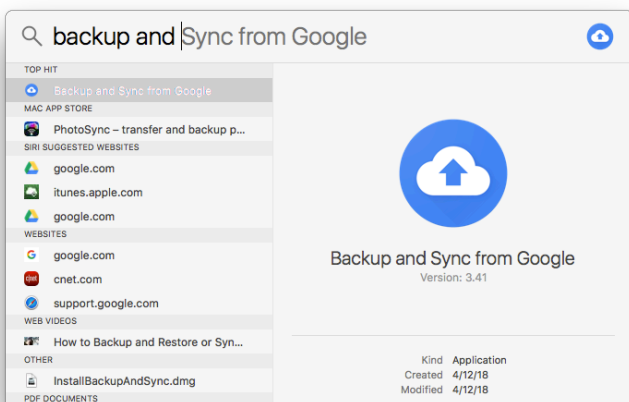 backup and Sync from Google
TOP HIT
Backup and Sync from Google
MAC APP STORE
PhotoSync – transfer and backup p...
SIRI SUGGESTED WEBSITES
google.com
itunes.apple.com
google.com
WEBSITES
google.com
cnet.com
support.google.com
WEB VIDEOS
How to Backup and Restore or Syn...
OTHER
InstallBackupAndSync.dmg
PDF DOCUMENTS
Backup and Sync from Google
Version: 3.41
Kind Application
Created 4/12/18
Modified 4/12/18